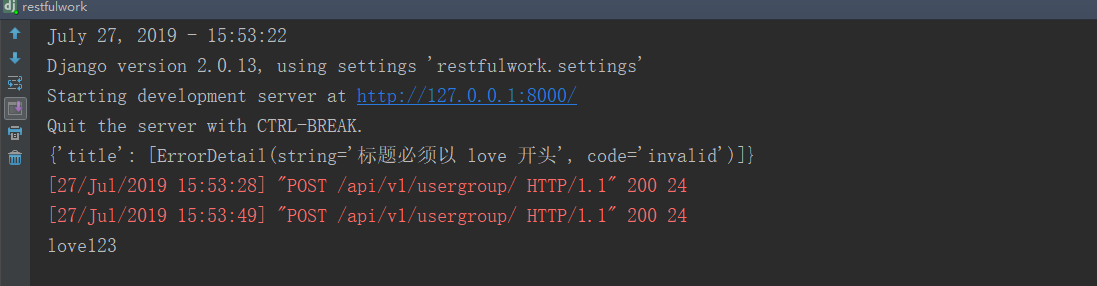 dj restfulwork
July 27, 2019 - 15:53:22
Django version 2.0.13, using settings 'restfulwork.settings'
Starting development server at http://127.0.0.1:8000/
Quit the server with CTRL-BREAK.
{'title': [ErrorDetail(string='标题必须以 love 开头', code='invalid')]}
[27/Jul/2019 15:53:28] "POST /api/v1/usergroup/ HTTP/1.1" 200 24
[27/Jul/2019 15:53:49] "POST /api/v1/usergroup/ HTTP/1.1" 200 24
love123